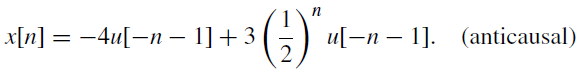 x[n] = −4u[−n − 1] + 3 (1/2)^n u[−n − 1]. (anticausal)